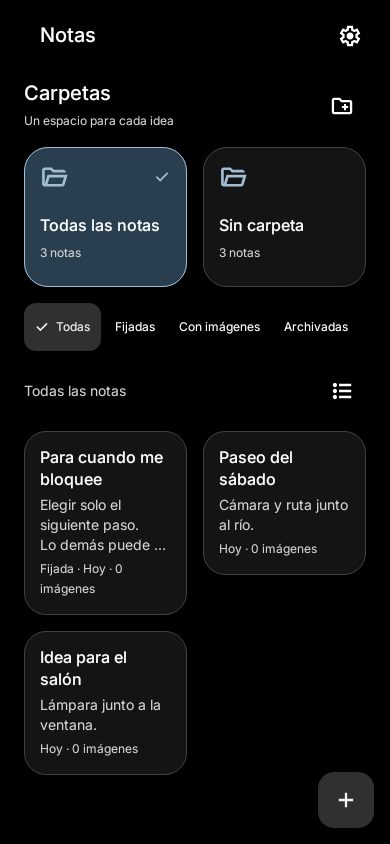 Notas
Carpetas
Un espacio para cada idea
Todas las notas
3 notas
Sin carpeta
3 notas
Todas
Fijadas
Con imágenes
Archivadas
Todas las notas
Para cuando me
bloquee
Elegir solo el
siguiente paso.
Lo demás puede ...
Fijada · Hoy · 0
imágenes
Paseo del
sábado
Cámara y ruta junto
al río.
Hoy · 0 imágenes
Idea para el
salón
Lámpara junto a la
ventana.
Hoy · 0 imágenes